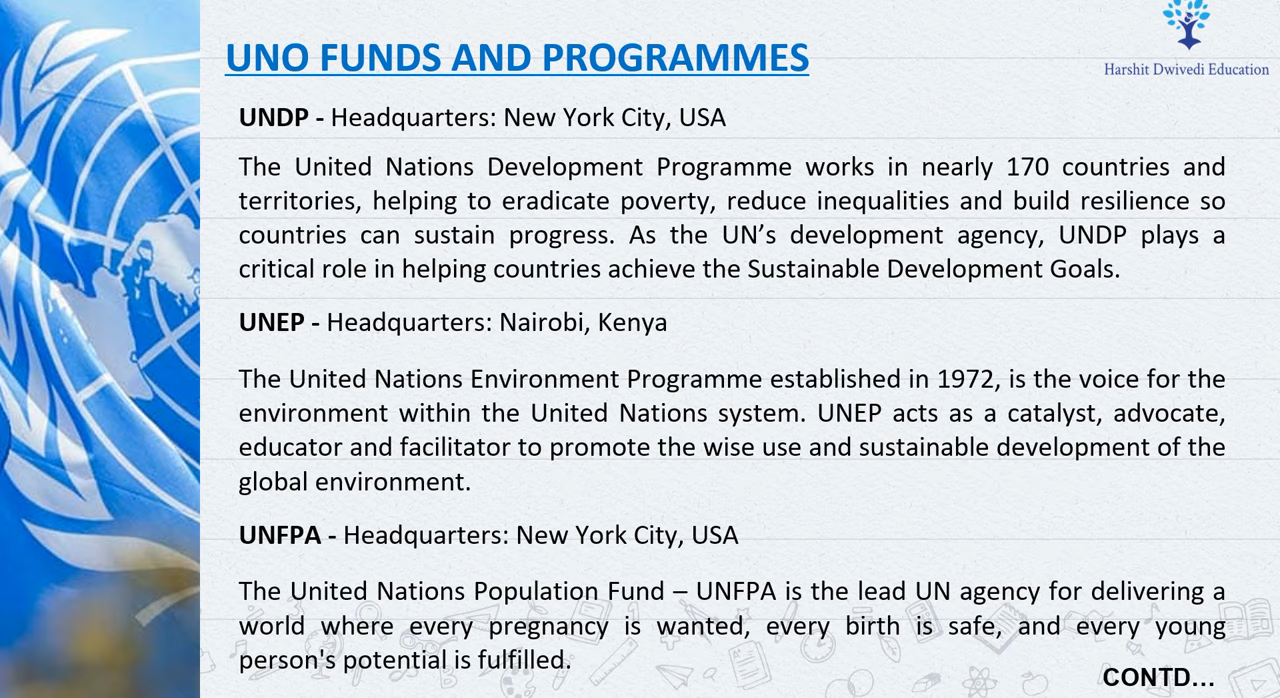 Harshit Dwivedi Education
UNO FUNDS AND PROGRAMMES
UNDP - Headquarters: New York City, USA
The United Nations Development Programme works in nearly 170 countries and
territories, helping to eradicate poverty, reduce inequalities and build resilience so
countries can sustain progress. As the UN’s development agency, UNDP plays a
critical role in helping countries achieve the Sustainable Development Goals.
UNEP - Headquarters: Nairobi, Kenya
The United Nations Environment Programme established in 1972, is the voice for the
environment within the United Nations system. UNEP acts as a catalyst, advocate,
educator and facilitator to promote the wise use and sustainable development of the
global environment.
UNFPA - Headquarters: New York City, USA
The United Nations Population Fund – UNFPA is the lead UN agency for delivering a
world where every pregnancy is wanted, every birth is safe, and every young
person's potential is fulfilled.
CONTD...